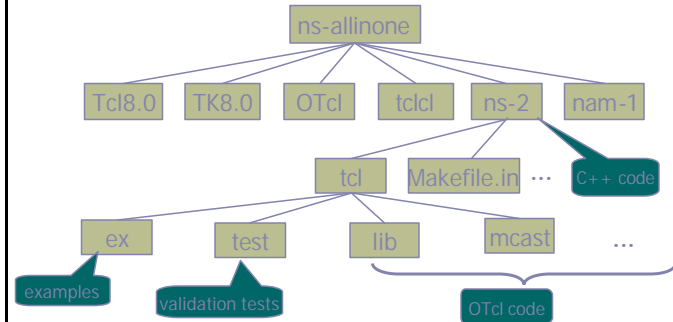 ns-allinone
Tcl8.0 TK8.0 OTcl tclcl ns-2 nam-1
tcl Makefile.in ... C++ code
ex test lib mcast ...
examples validation tests OTcl code